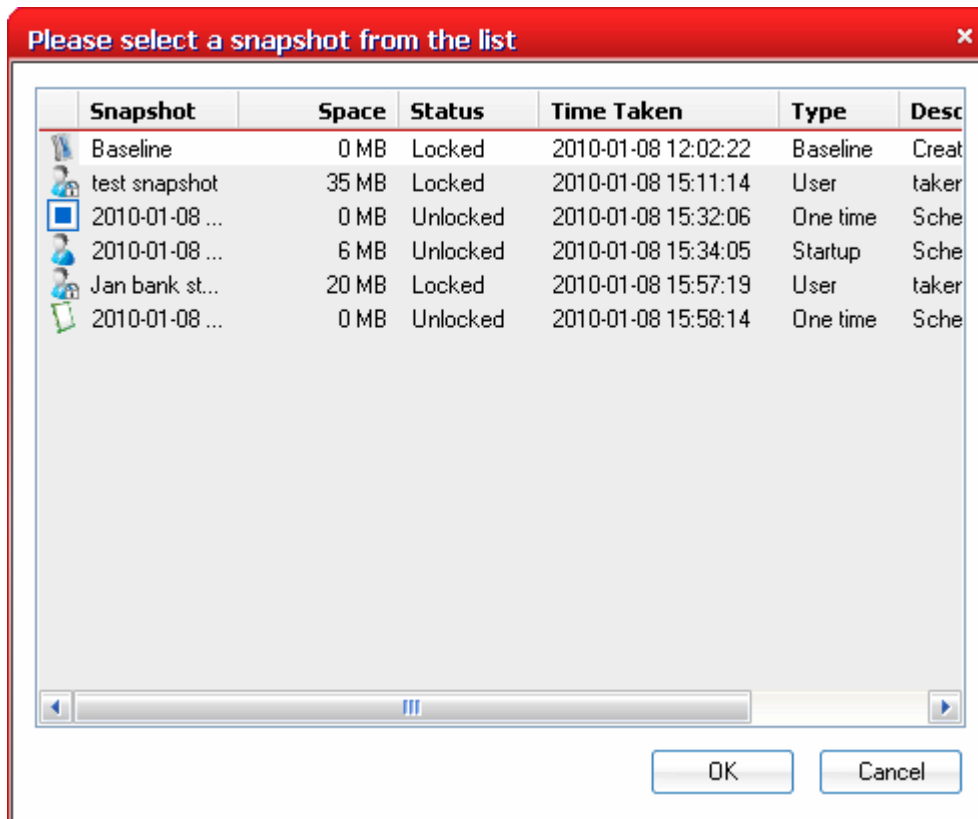 Please select a snapshot from the list
Snapshot Space Status Time Taken Type Desc
Baseline 0 MB Locked 2010-01-08 12:02:22 Baseline Creat
test snapshot 35 MB Locked 2010-01-08 15:11:14 User taker
2010-01-08 ... 0 MB Unlocked 2010-01-08 15:32:06 One time Sche
2010-01-08 ... 6 MB Unlocked 2010-01-08 15:34:05 Startup Sche
Jan bank st... 20 MB Locked 2010-01-08 15:57:19 User taker
2010-01-08 ... 0 MB Unlocked 2010-01-08 15:58:14 One time Sche
OK Cancel